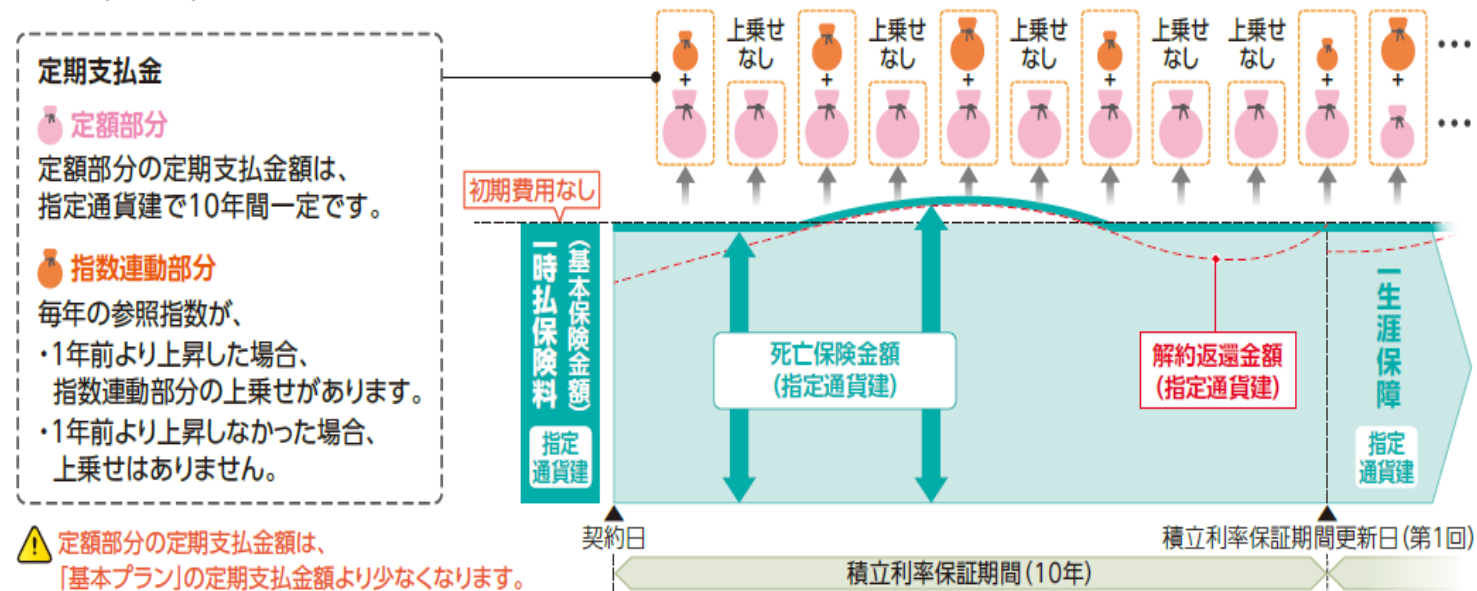 定期支払金
定額部分
定額部分の定期支払金額は、
指定通貨建で10年間一定です。
指数連動部分
毎年の参照指数が、
・1年前より上昇した場合、
指数連動部分の上乗せがあります。
・1年前より上昇しなかった場合、
上乗せはありません。
定額部分の定期支払金額は、
「基本プラン」の定期支払金額より少なくなります。
+
上乗せ
なし
+
上乗せ
なし
+
上乗せ
なし
+
上乗せ
なし
上乗せ
なし
+
+
•••
•••
初期費用なし
一時払保険料
(基本保険金額)
指定
通貨建
死亡保険金額
(指定通貨建)
解約返還金額
(指定通貨建)
一生涯保障
指定
通貨建
契約日
積立利率保証期間更新日(第1回)
積立利率保証期間(10年)